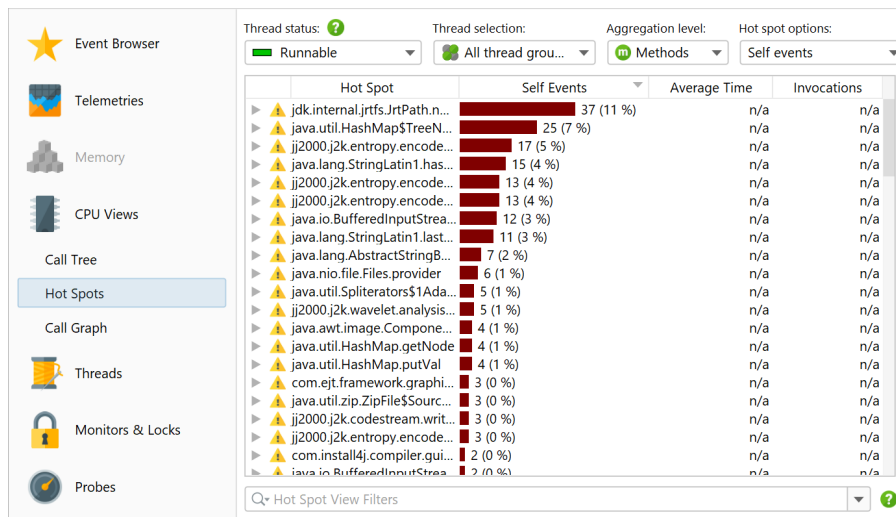 Thread status:
Thread selection:
Aggregation level:
Hot spot options:
Runnable
All thread grou...
m Methods
Self events
Event Browser
Telemetries
Memory
CPU Views
Call Tree
Hot Spots
Call Graph
Threads
Monitors & Locks
Probes
Hot Spot Self Events Average Time Invocations
jdk.internal.jrtfs.JrtPath.n... 37 (11 %) n/a n/a
java.util.HashMap$TreeN... 25 (7 %) n/a n/a
jj2000.j2k.entropy.encode... 17 (5 %) n/a n/a
java.lang.StringLatin1.has... 15 (4 %) n/a n/a
jj2000.j2k.entropy.encode... 13 (4 %) n/a n/a
jj2000.j2k.entropy.encode... 13 (4 %) n/a n/a
java.io.BufferedInputStrea... 12 (3 %) n/a n/a
java.lang.StringLatin1.last... 11 (3 %) n/a n/a
java.lang.AbstractStringB... 7 (2 %) n/a n/a
java.nio.file.Files.provider 6 (1 %) n/a n/a
java.util.Spliterators$1Ada... 5 (1 %) n/a n/a
jj2000.j2k.wavelet.analysis... 5 (1 %) n/a n/a
java.awt.image.Compone... 4 (1 %) n/a n/a
java.util.HashMap.getNode 4 (1 %) n/a n/a
java.util.HashMap.putVal 4 (1 %) n/a n/a
com.ejt.framework.graphi... 3 (0 %) n/a n/a
java.util.zip.ZipFile$Sourc... 3 (0 %) n/a n/a
jj2000.j2k.codestream.writ... 3 (0 %) n/a n/a
jj2000.j2k.entropy.encode... 3 (0 %) n/a n/a
com.install4j.compiler.gui... 2 (0 %) n/a n/a
java.io.BufferedInputStrea... 2 (0 %) n/a n/a
Hot Spot View Filters